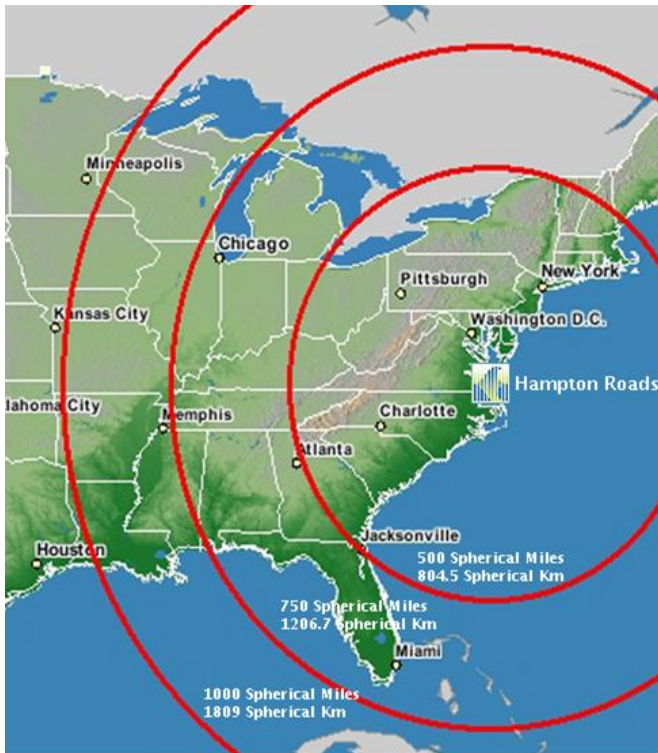 Minneapolis
Chicago
New York
Pittsburgh
Kansas City
Washington D.C.
Hampton Roads
klahoma City
Memphis
Charlotte
Atlanta
Jacksonville
Houston
500 Spherical Miles
804.5 Spherical Km
750 Spherical Miles
1206.7 Spherical Km
Miami
1000 Spherical Miles
1809 Spherical Km